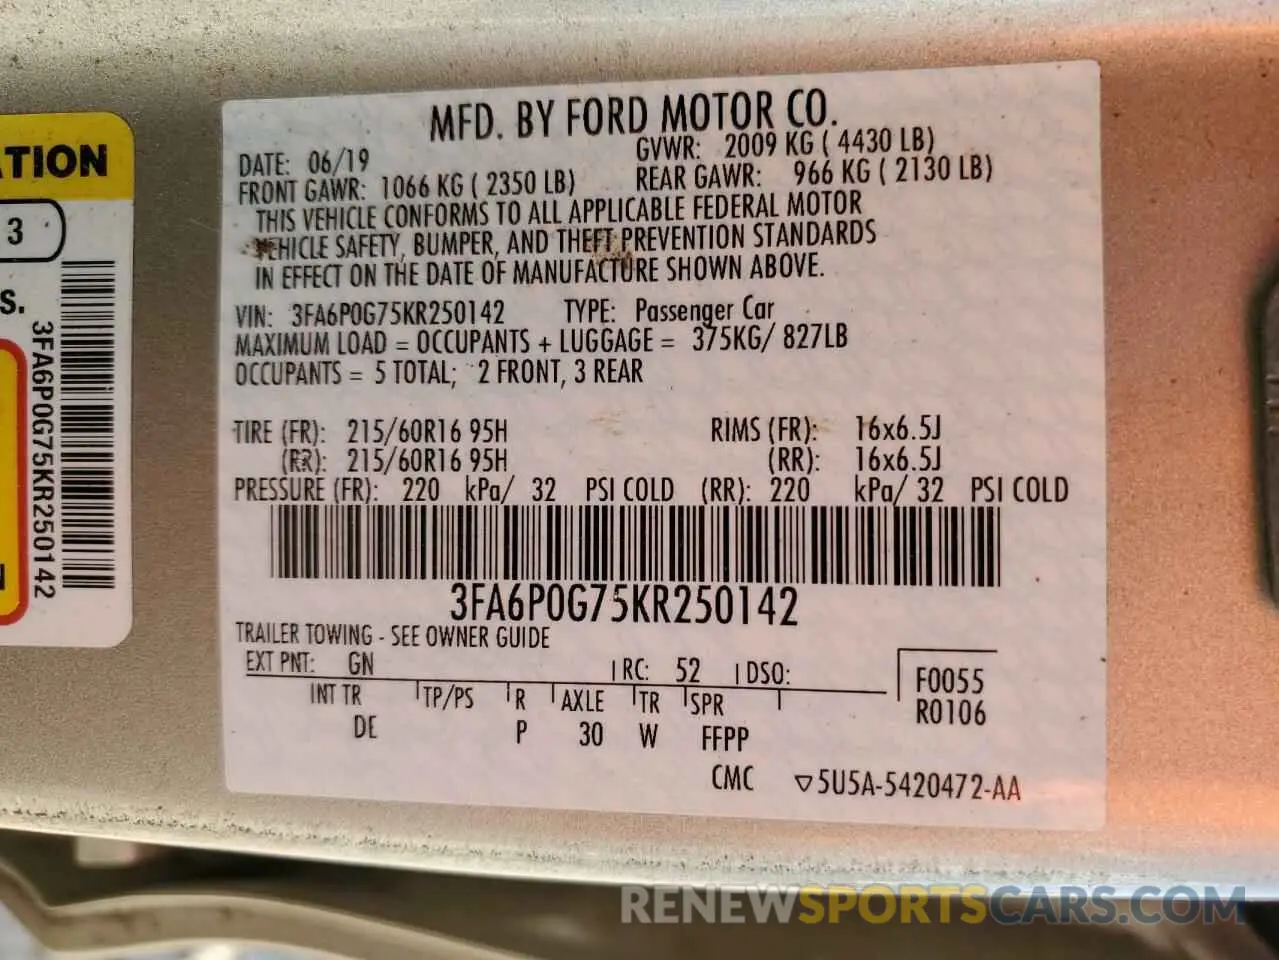 MFD. BY FORD MOTOR CO.
DATE: 06/19 GVWR: 2009 KG ( 4430 LB)
FRONT GAWR: 1066 KG ( 2350 LB) REAR GAWR: 966 KG ( 2130 LB)
THIS VEHICLE CONFORMS TO ALL APPLICABLE FEDERAL MOTOR
VEHICLE SAFETY, BUMPER, AND THEFT PREVENTION STANDARDS
IN EFFECT ON THE DATE OF MANUFACTURE SHOWN ABOVE.
VIN: 3FA6P0G75KR250142 TYPE: Passenger Car
MAXIMUM LOAD = OCCUPANTS + LUGGAGE = 375KG/ 827LB
OCCUPANTS = 5 TOTAL; 2 FRONT, 3 REAR
TIRE (FR): 215/60R16 95H RIMS (FR): 16x6.5J
(RR): 215/60R16 95H (RR): 16x6.5J
PRESSURE (FR): 220 kPa/ 32 PSI COLD (RR): 220 kPa/ 32 PSI COLD
3FA6P0G75KR250142
TRAILER TOWING - SEE OWNER GUIDE
EXT PNT: GN RC: 52 DSO:
INT TR TP/PS R AXLE TR SPR
DE P 30 W FFPP
F0055
R0106
CMC ▽5U5A-5420472-AA
ATION
3
S.
3FA6P0G75KR250142
N
RENEWSPORTSCARS.COM